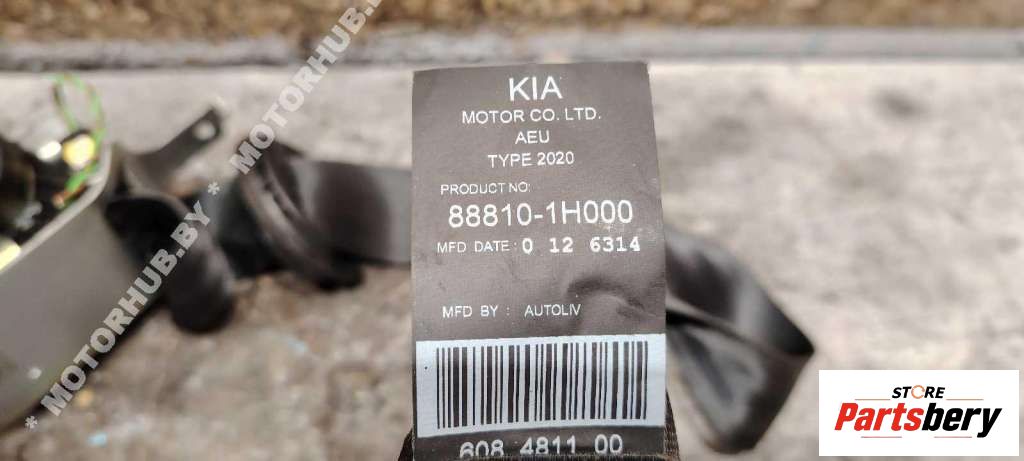 KIA
MOTOR CO. LTD.
AEU
TYPE 2020
PRODUCT NO:
88810-1H000
MFD DATE : 0 12 6314
MFD BY : AUTOLIV
608 4811 00
* MOTORHUB.BY * MOTORHUB.BY
STORE
Partsbery